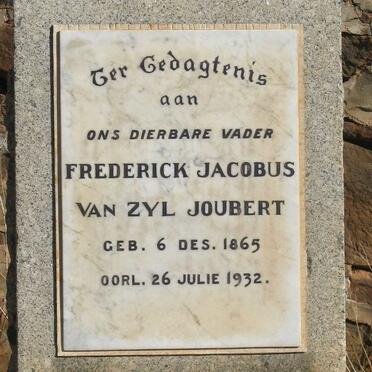 Ter Gedagtenis
aan
ONS DIERBARE VADER
FREDERICK JACOBUS
VAN ZYL JOUBERT
GEB. 6 DES. 1865
OORL. 26 JULIE 1932.